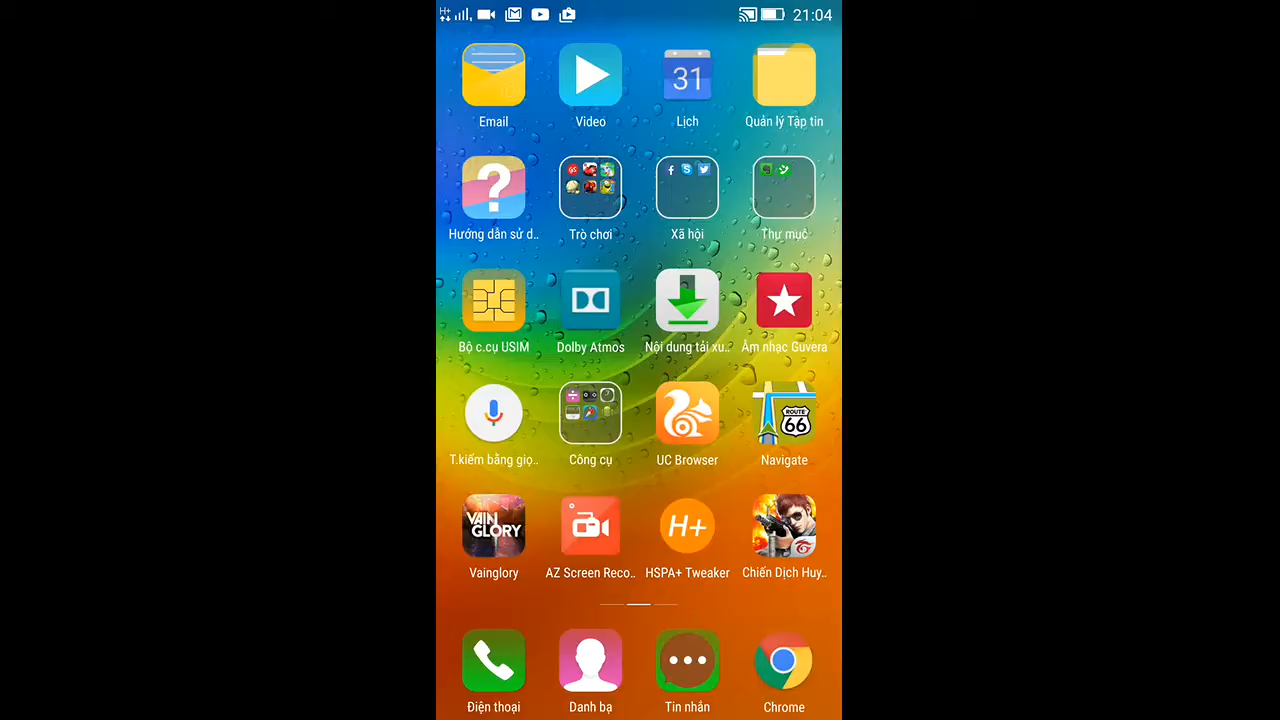 H+
21:04
31
Email
Video
Lịch
Quản lý Tập tin
Hướng dẫn sử d..
Trò chơi
Xã hội
Thư mục
Bộ c.cụ USIM
Dolby Atmos
Nội dung tải xu..
Âm nhạc Guvera
ROUTE
66
T.kiếm bằng giọ..
Công cụ
UC Browser
Navigate
VAIN
GLORY
H+
Vainglory
AZ Screen Reco..
HSPA+ Tweaker
Chiến Dịch Huy..
Điện thoại
Danh bạ
Tin nhắn
Chrome